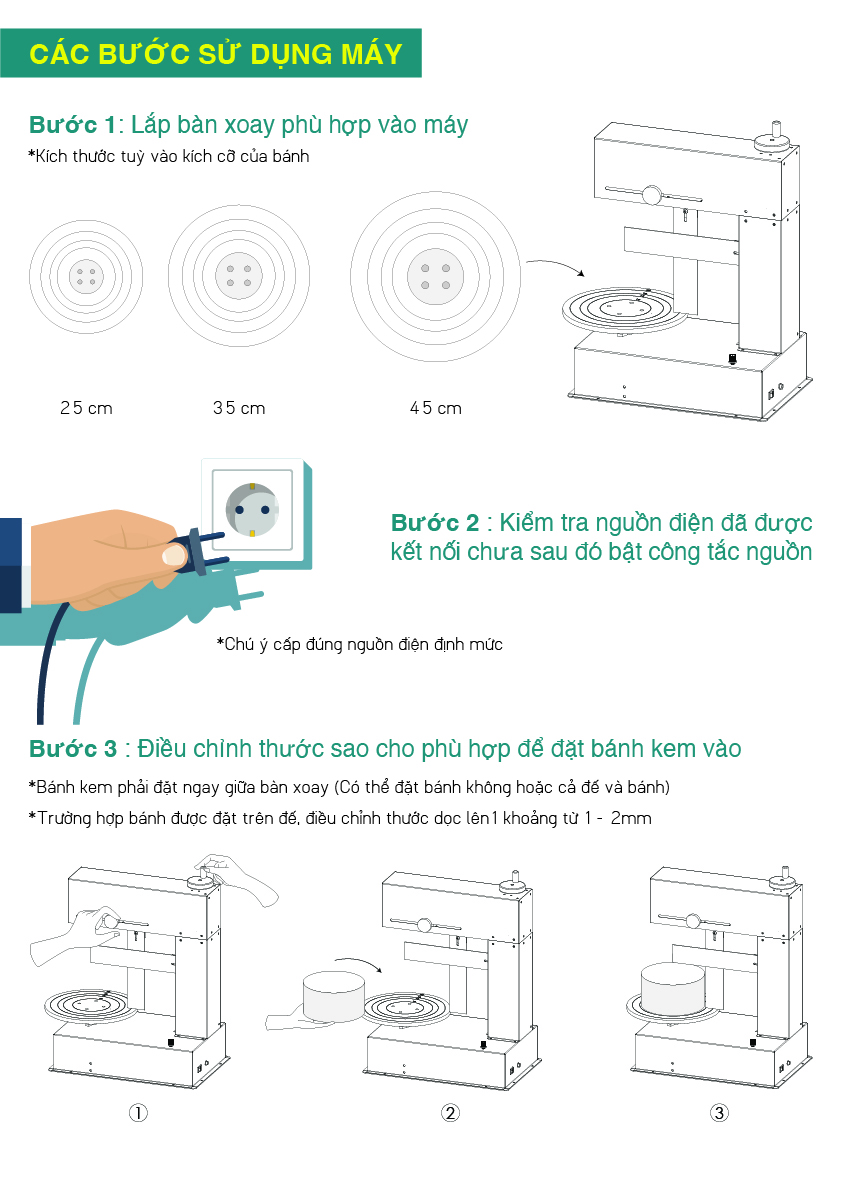 CÁC BƯỚC SỬ DỤNG MÁY
Bước 1: Lắp bàn xoay phù hợp vào máy
*Kích thước tuỳ vào kích cỡ của bánh
25 cm
35 cm
45 cm
Bước 2 : Kiểm tra nguồn điện đã được
kết nối chưa sau đó bật công tắc nguồn
*Chú ý cấp đúng nguồn điện định mức
Bước 3 : Điều chỉnh thước sao cho phù hợp để đặt bánh kem vào
*Bánh kem phải đặt ngay giữa bàn xoay (Có thể đặt bánh không hoặc cả đế và bánh)
*Trường hợp bánh được đặt trên đế, điều chỉnh thước dọc lên1 khoảng từ 1 - 2mm
①
②
③